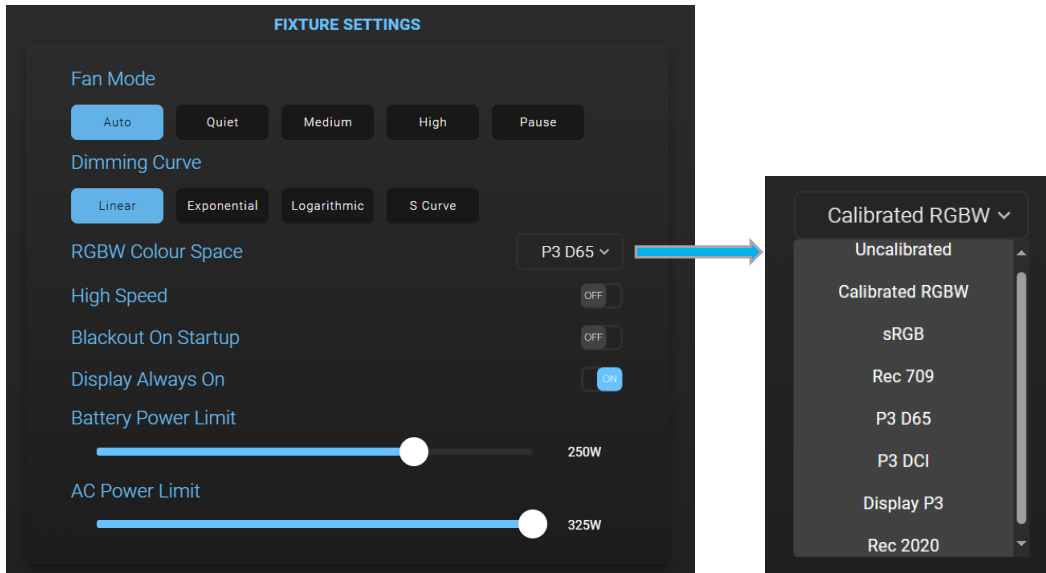 FIXTURE SETTINGS
Fan Mode
Auto Quiet Medium High Pause
Dimming Curve
Linear Exponential Logarithmic S Curve
RGBW Colour Space P3 D65
High Speed OFF
Blackout On Startup OFF
Display Always On ON
Battery Power Limit
250W
AC Power Limit
325W
Calibrated RGBW
Uncalibrated
Calibrated RGBW
sRGB
Rec 709
P3 D65
P3 DCI
Display P3
Rec 2020